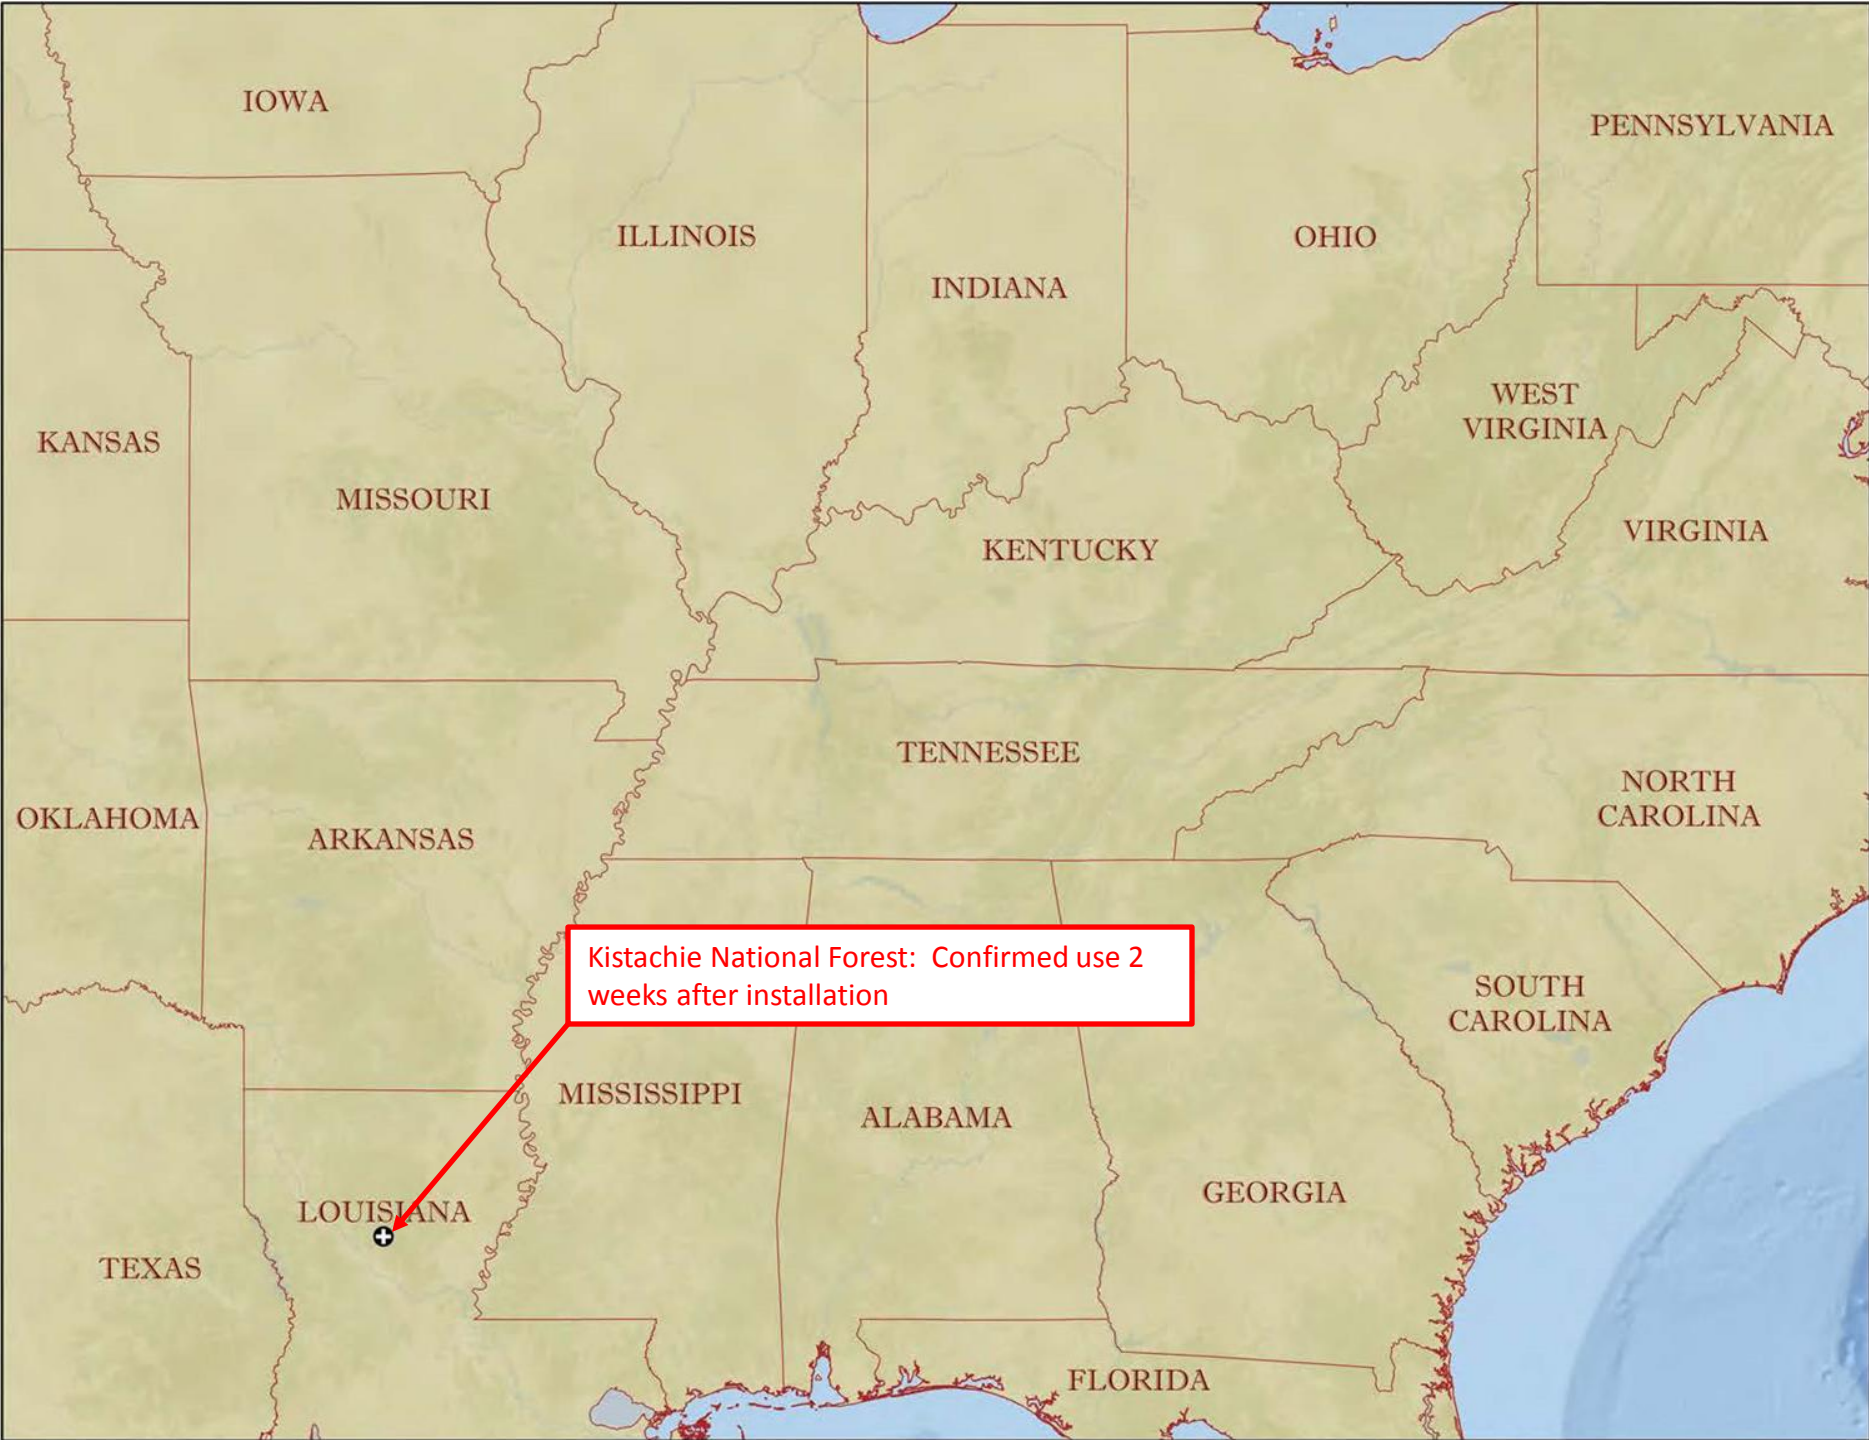 IOWA
PENNSYLVANIA
ILLINOIS
OHIO
INDIANA
WEST
VIRGINIA
KANSAS
MISSOURI
VIRGINIA
KENTUCKY
TENNESSEE
NORTH
CAROLINA
OKLAHOMA
ARKANSAS
Kistachie National Forest:  Confirmed use 2
weeks after installation
SOUTH
CAROLINA
MISSISSIPPI
ALABAMA
GEORGIA
LOUISIANA
TEXAS
FLORIDA